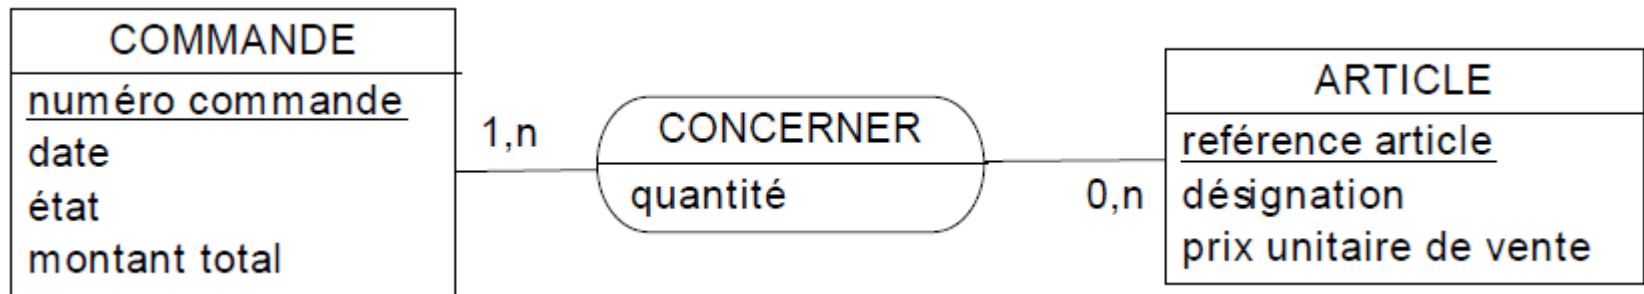 COMMANDE
numéro commande
date
état
montant total
1,n
CONCERNER
quantité
0,n
ARTICLE
reférence article
désignation
prix unitaire de vente